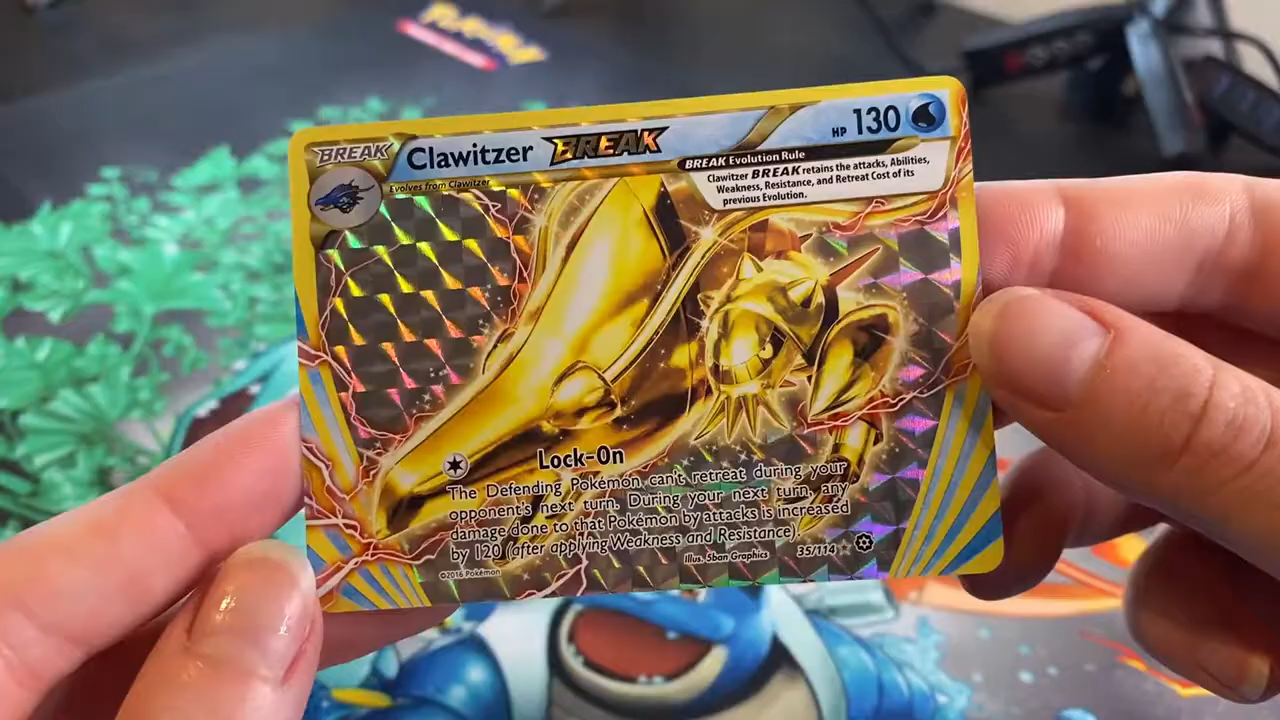 Pokémon
BREAK
Clawitzer BREAK
HP 130
Evolves from Clawitzer
BREAK Evolution Rule
Clawitzer BREAK retains the attacks, Abilities,
Weakness, Resistance, and Retreat Cost of its
previous Evolution.
Lock-On
The Defending Pokémon can't retreat during your
opponent's next turn. During your next turn, any
damage done to that Pokémon by attacks is increased
by 120 (after applying Weakness and Resistance).
©2016 Pokémon
Illus. 5ban Graphics
35/114